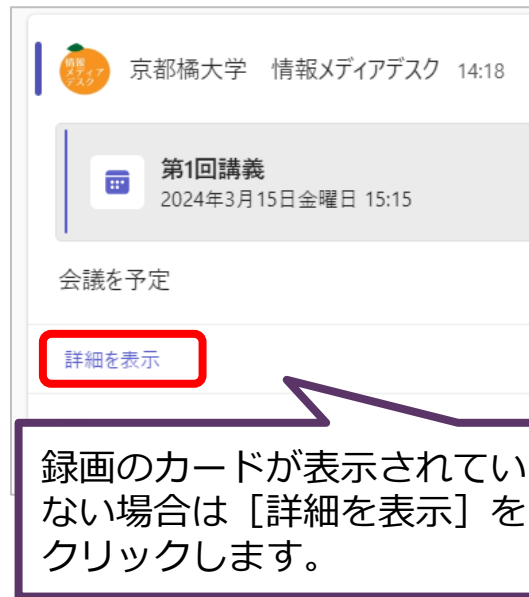 情報
メディア
デスク
京都橘大学 情報メディアデスク 14:18
第1回講義
2024年3月15日金曜日 15:15
会議を予定
詳細を表示
録画のカードが表示されてい
ない場合は［詳細を表示］を
クリックします。